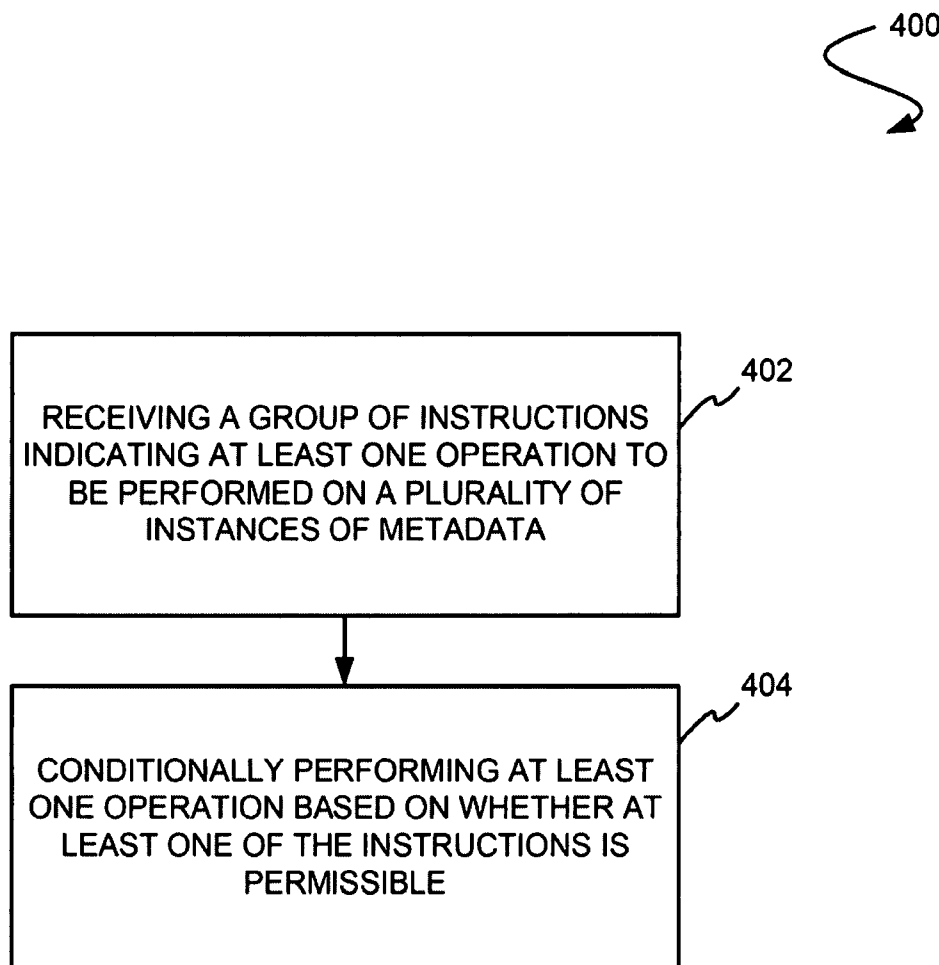 400
402
RECEIVING A GROUP OF INSTRUCTIONS
INDICATING AT LEAST ONE OPERATION TO
BE PERFORMED ON A PLURALITY OF
INSTANCES OF METADATA
404
CONDITIONALLY PERFORMING AT LEAST
ONE OPERATION BASED ON WHETHER AT
LEAST ONE OF THE INSTRUCTIONS IS
PERMISSIBLE